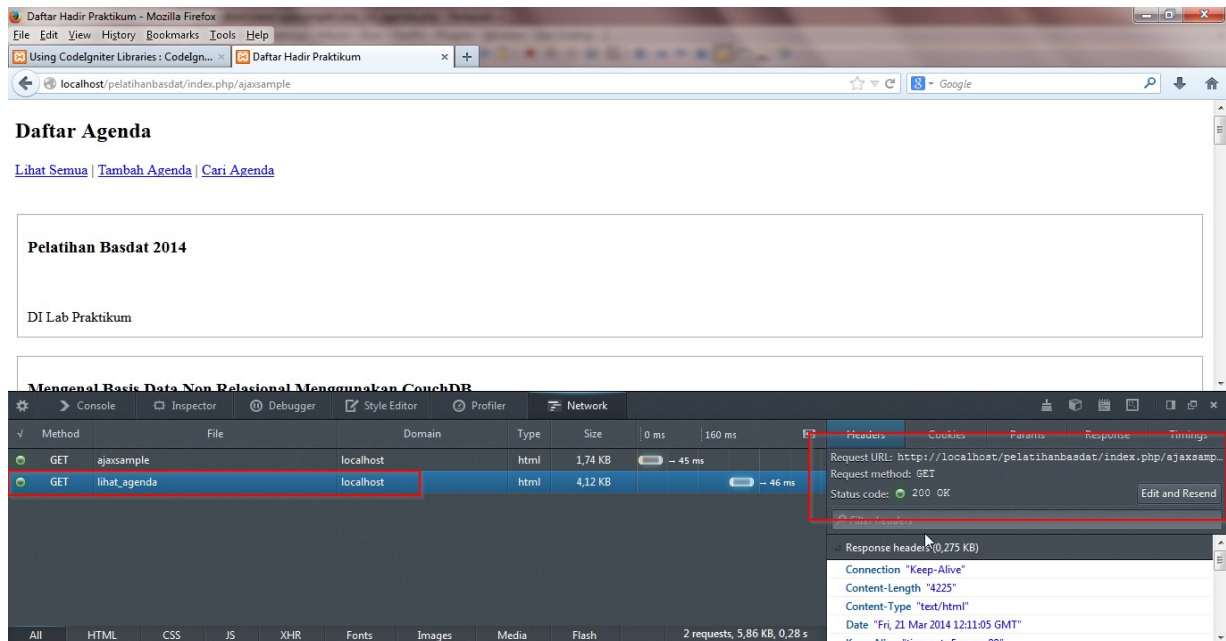 Daftar Hadir Praktikum - Mozilla Firefox
File Edit View History Bookmarks Tools Help
Using CodeIgniter Libraries : CodeIgn... × Daftar Hadir Praktikum × +
localhost/pelatihanbasdat/index.php/ajaxsample Google
Daftar Agenda
Lihat Semua | Tambah Agenda | Cari Agenda
Pelatihan Basdat 2014
DI Lab Praktikum
Mengenal Basis Data Non Relasional Menggunakan CouchDB
Console Inspector Debugger Style Editor Profiler Network
√ Method File Domain Type Size 0 ms 160 ms Headers Cookies Params Response Timings
GET ajaxsample localhost html 1,74 KB → 45 ms
GET lihat_agenda localhost html 4,12 KB → 46 ms
Request URL: http://localhost/pelatihanbasdat/index.php/ajaxsamp...
Request method: GET
Status code: 200 OK Edit and Resend
Filter headers
Response headers (0,275 KB)
Connection "Keep-Alive"
Content-Length "4225"
Content-Type "text/html"
Date "Fri, 21 Mar 2014 12:11:05 GMT"
All HTML CSS JS XHR Fonts Images Media Flash 2 requests, 5,86 KB, 0,28 s